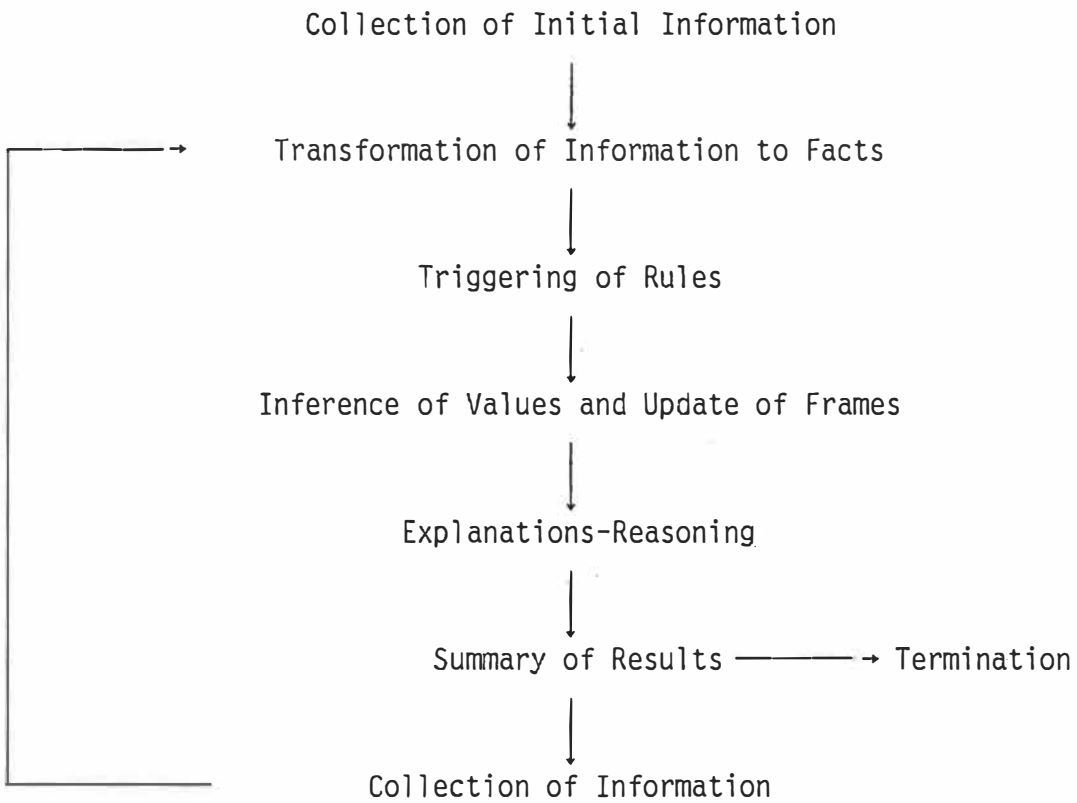 Collection of Initial Information
Transformation of Information to Facts
Triggering of Rules
Inference of Values and Update of Frames
Explanations-Reasoning
Summary of Results → Termination
Collection of Information